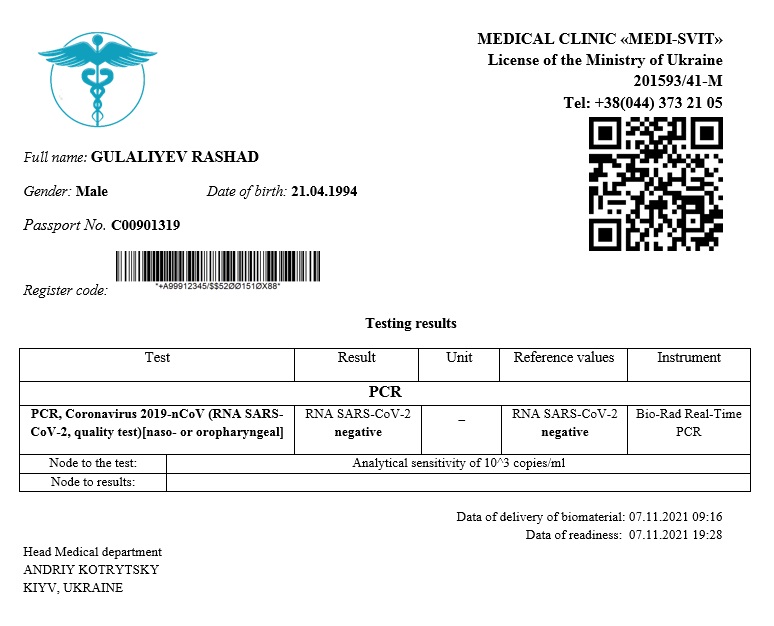 MEDICAL CLINIC «MEDI-SVIT»
License of the Ministry of Ukraine
201593/41-M
Tel: +38(044) 373 21 05
Full name: GULALIYEV RASHAD
Gender: Male Date of birth: 21.04.1994
Passport No. C00901319
*+A99912345/$$52ØØ151ØX88*
Register code:
Testing results
Test Result Unit Reference values Instrument
PCR
PCR, Coronavirus 2019-nCoV (RNA SARS- RNA SARS-CoV-2 – RNA SARS-CoV-2 Bio-Rad Real-Time
CoV-2, quality test)[naso- or oropharyngeal] negative negative PCR
Node to the test: Analytical sensitivity of 10^3 copies/ml
Node to results:
Data of delivery of biomaterial: 07.11.2021 09:16
Data of readiness: 07.11.2021 19:28
Head Medical department
ANDRIY KOTRYTSKY
KIYV, UKRAINE